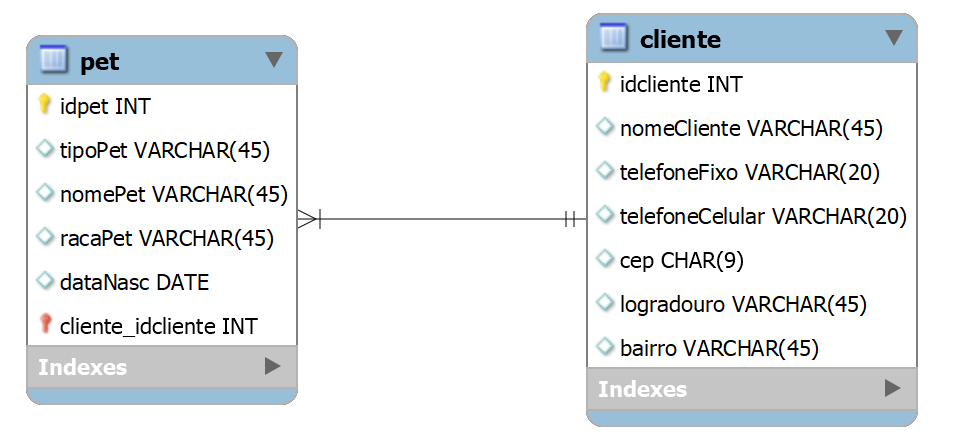 pet
idpet INT
tipoPet VARCHAR(45)
nomePet VARCHAR(45)
racaPet VARCHAR(45)
dataNasc DATE
cliente_idcliente INT
Indexes
cliente
idcliente INT
nomeCliente VARCHAR(45)
telefoneFixo VARCHAR(20)
telefoneCelular VARCHAR(20)
cep CHAR(9)
logradouro VARCHAR(45)
bairro VARCHAR(45)
Indexes